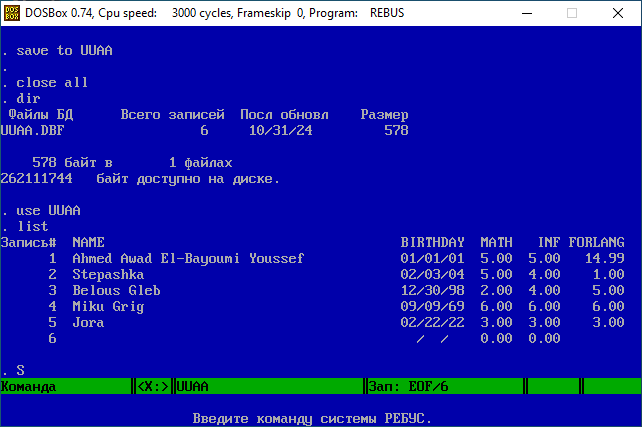 DOSBox 0.74, Cpu speed: 3000 cycles, Frameskip 0, Program: REBUS
. save to UUAA
.
. close all
. dir
Файлы БД Всего записей Посл обновл Размер
UUAA.DBF 6 10/31/24 578
578 байт в 1 файлах
262111744 байт доступно на диске.
. use UUAA
. list
Запись# NAME BIRTHDAY MATH INF FORLANG
1 Ahmed Awad El-Bayoumi Youssef 01/01/01 5.00 5.00 14.99
2 Stepashka 02/03/04 5.00 4.00 1.00
3 Belous Gleb 12/30/98 2.00 4.00 5.00
4 Miku Grig 09/09/69 6.00 6.00 6.00
5 Jora 02/22/22 3.00 3.00 3.00
6 / / 0.00 0.00
. S
Команда <X:> UUAA Зап: EOF/6
Введите команду системы РЕБУС.